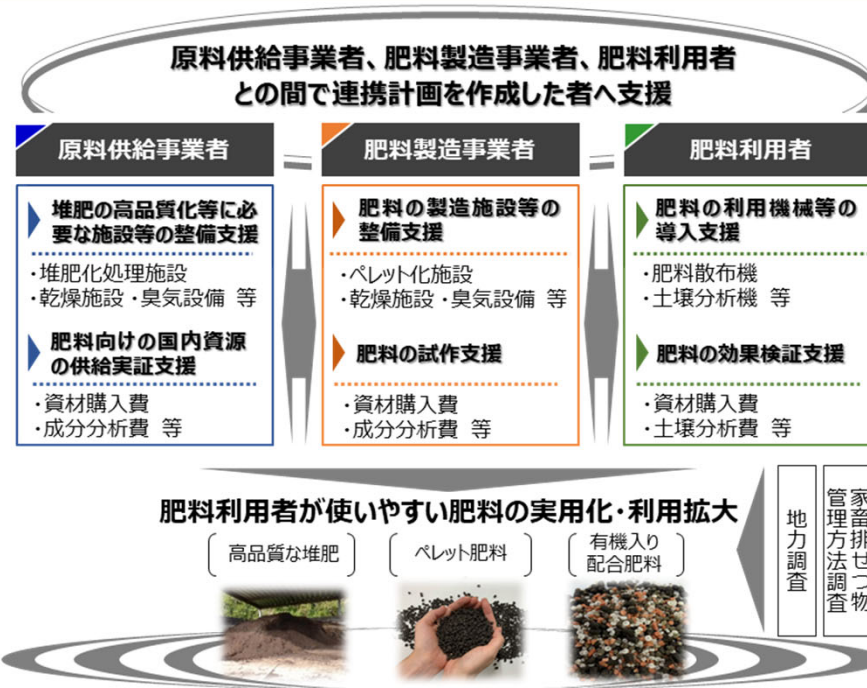 原料供給事業者、肥料製造事業者、肥料利用者
との間で連携計画を作成した者へ支援
原料供給事業者
堆肥の高品質化等に必
要な施設等の整備支援
・堆肥化処理施設
・乾燥施設・臭気設備 等
肥料向けの国内資源
の供給実証支援
・資材購入費
・成分分析費 等
肥料製造事業者
肥料の製造施設等の
整備支援
・ペレット化施設
・乾燥施設・臭気設備 等
肥料の試作支援
・資材購入費
・成分分析費 等
肥料利用者
肥料の利用機械等の
導入支援
・肥料散布機
・土壌分析機 等
肥料の効果検証支援
・資材購入費
・土壌分析費 等
肥料利用者が使いやすい肥料の実用化・利用拡大
高品質な堆肥
ペレット肥料
有機入り
配合肥料
地力調査
家畜排せつ物
管理方法調査